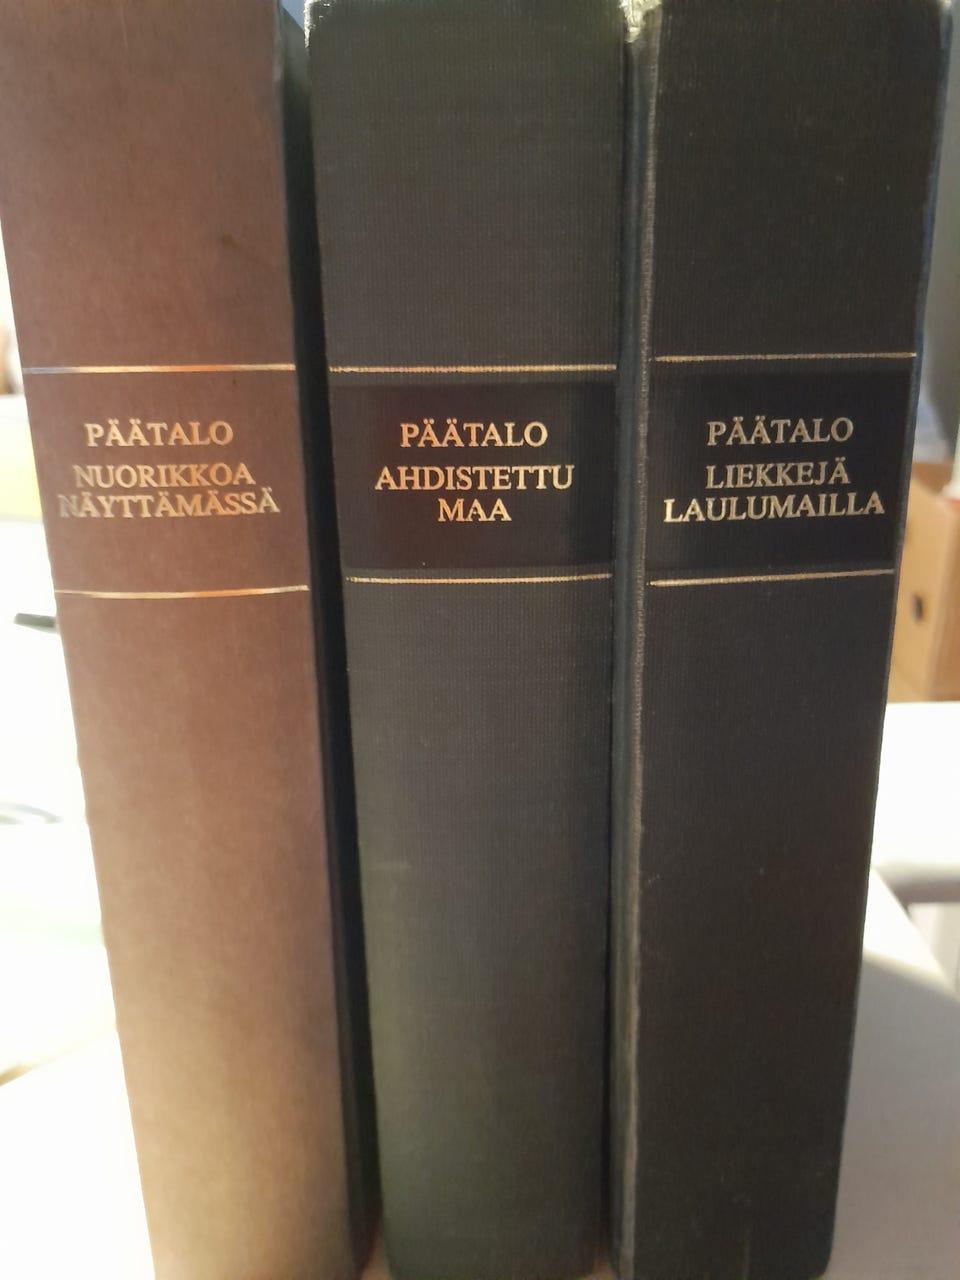 PÄÄTALO
NUORIKKOA
NÄYTTÄMÄSSÄ
PÄÄTALO
AHDISTETTU
MAA
PÄÄTALO
LIEKKEJÄ
LAULUMAILLA